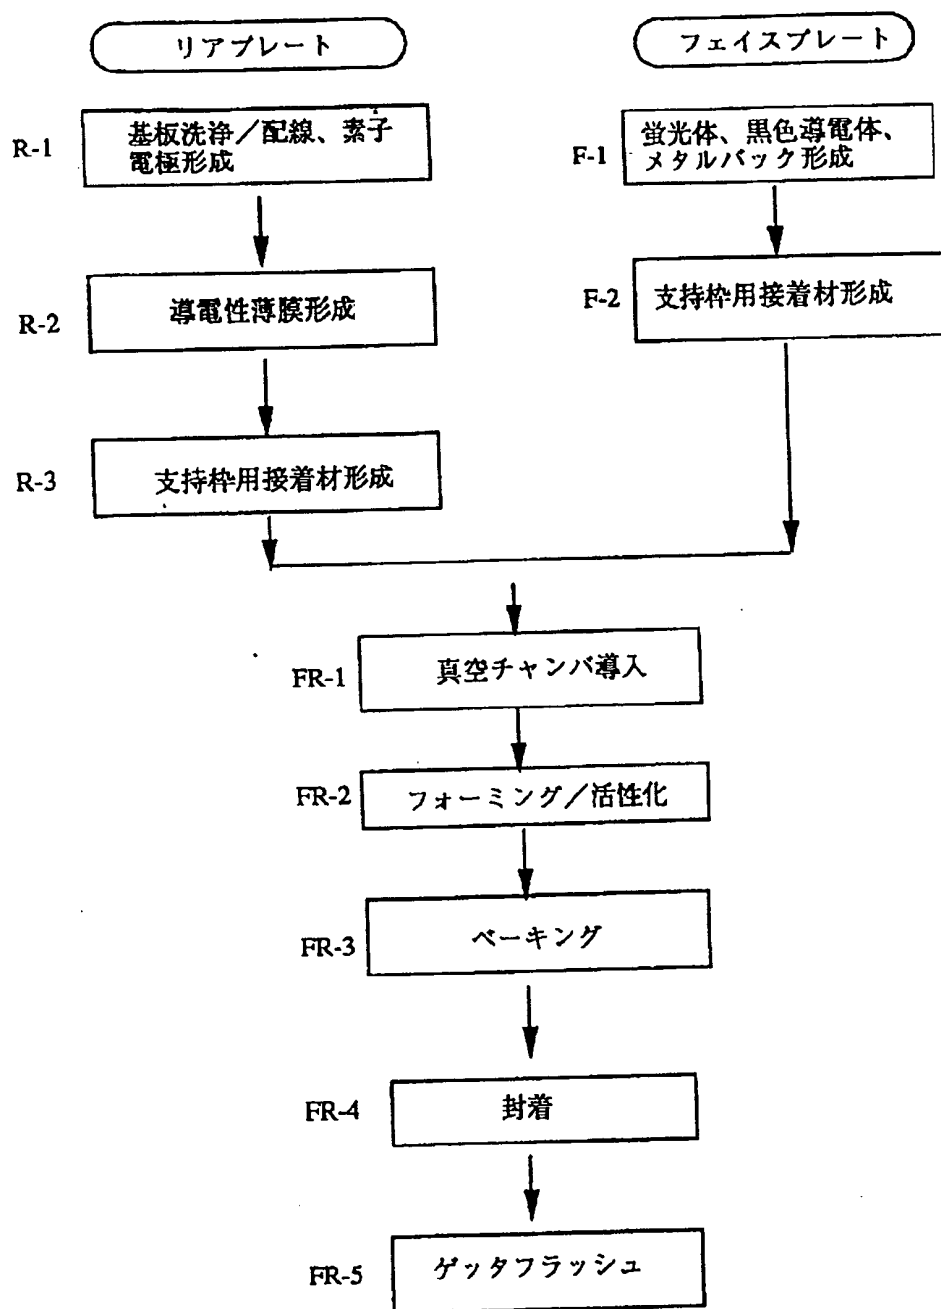 リアプレート
フェイスプレート
R-1
基板洗浄/配線、素子
電極形成
F-1
蛍光体、黒色導電体、
メタルバック形成
R-2
導電性薄膜形成
F-2
支持枠用接着材形成
R-3
支持枠用接着材形成
FR-1
真空チャンバ導入
FR-2
フォーミング/活性化
FR-3
ベーキング
FR-4
封着
FR-5
ゲッタフラッシュ